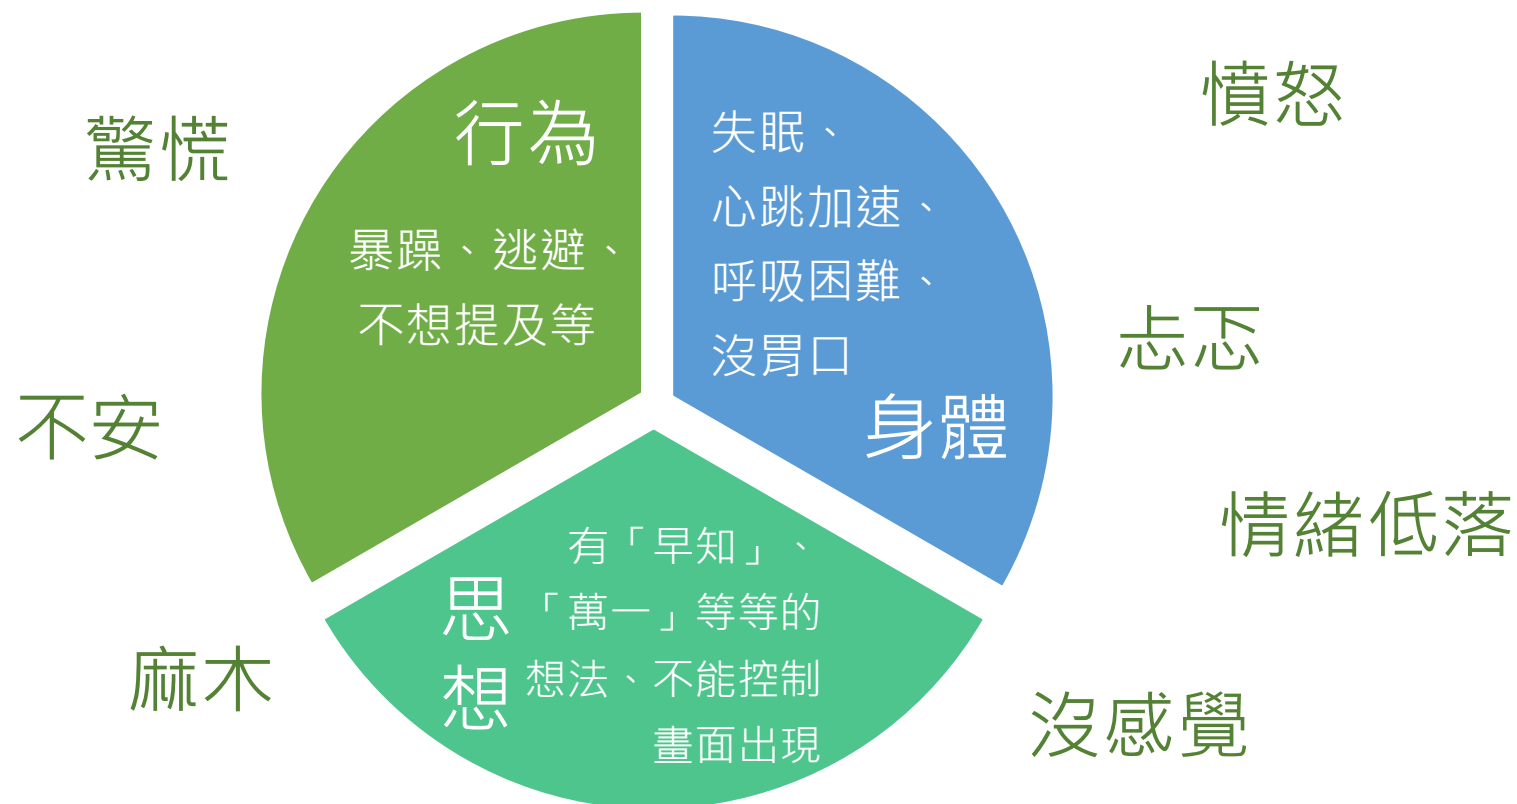 驚慌
不安
麻木
行為
暴躁、逃避、
不想提及等
失眠、
心跳加速、
呼吸困難、
沒胃口
身體
思
想
有「早知」、
「萬一」等等的
想法、不能控制
畫面出現
憤怒
忐忑
情緒低落
沒感覺